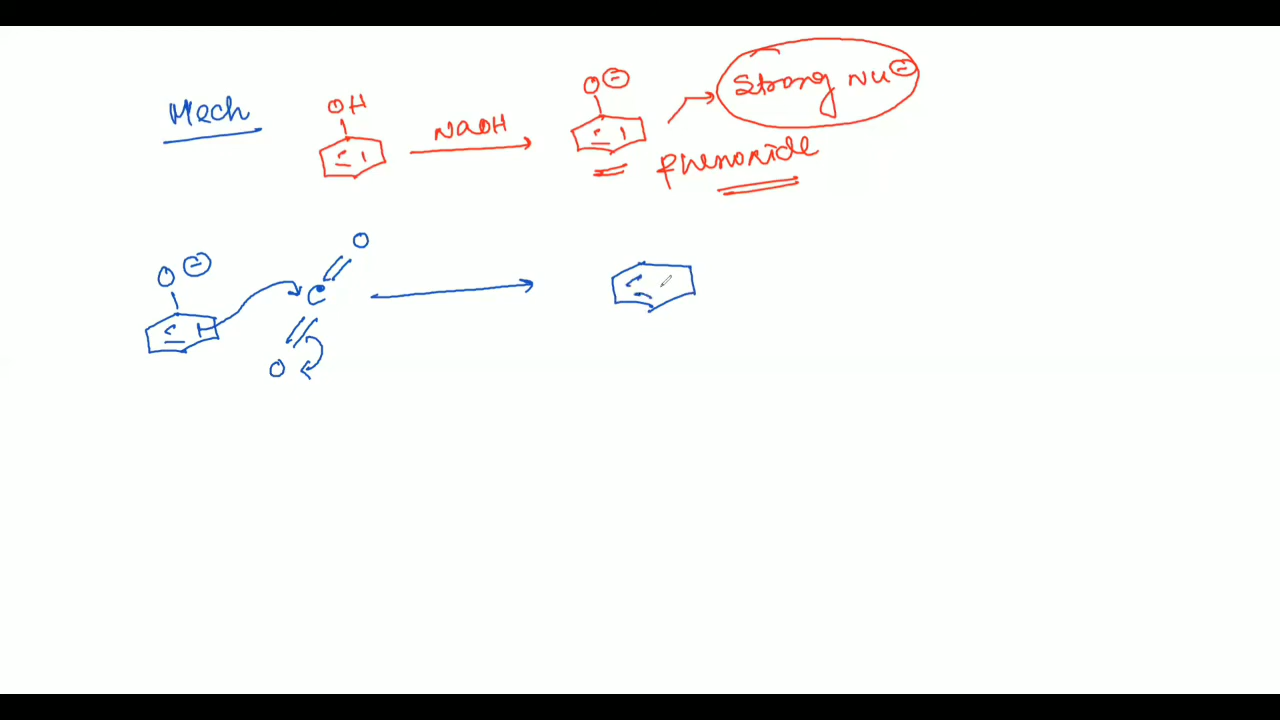 Mech
OH
NaOH
O⊖
Strong Nu⊖
Phenoxide
O⊖
O
C
O